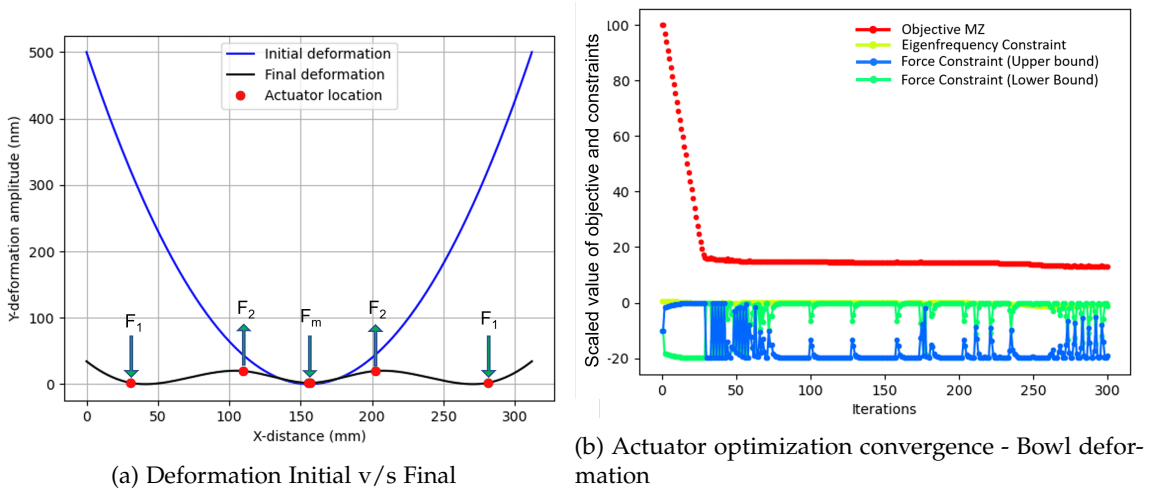 Initial deformation
Final deformation
Actuator location
500
400
300
200
100
0
Y-deformation amplitude (nm)
F1
F2
Fm
F2
F1
0
50
100
150
200
250
300
X-distance (mm)
(a) Deformation Initial v/s Final
Objective MZ
Eigenfrequency Constraint
Force Constraint (Upper bound)
Force Constraint (Lower Bound)
100
80
60
40
20
0
-20
Scaled value of objective and constraints
0
50
100
150
200
250
300
Iterations
(b) Actuator optimization convergence - Bowl defor-
mation